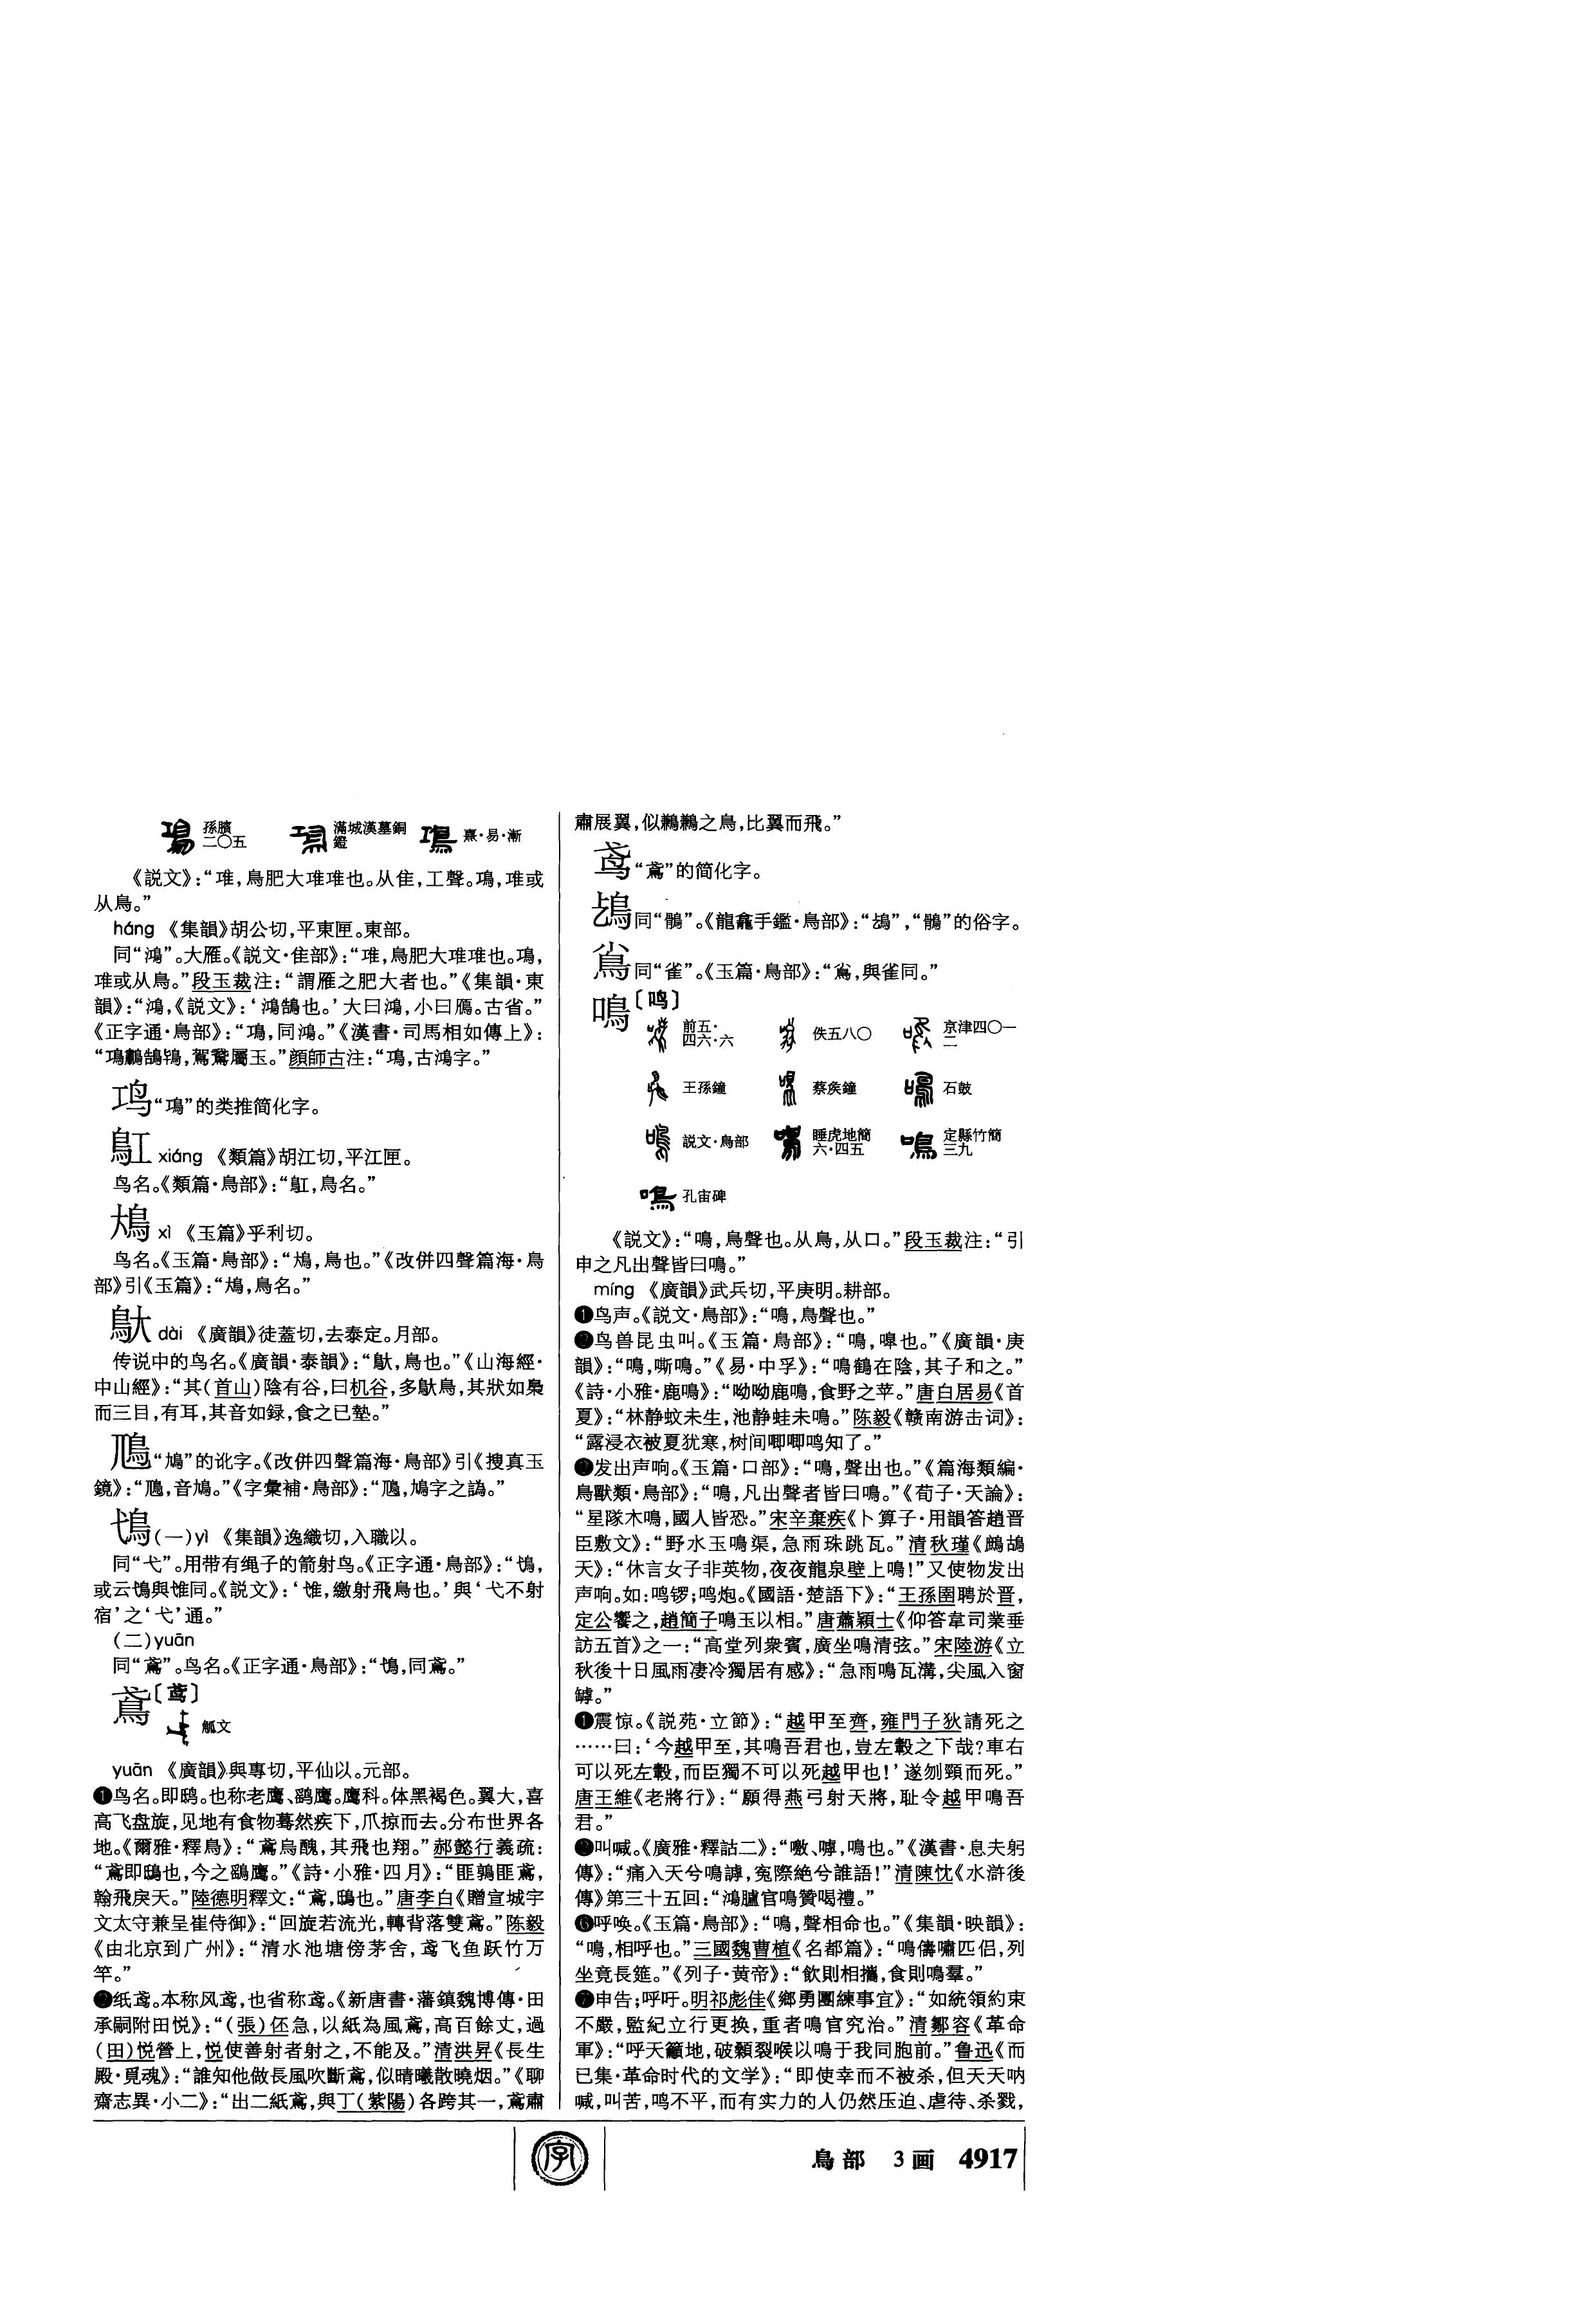 孫臏
二〇五
滿城漢墓銅
鐙
熹·易·漸
《説文》：“琟，鳥肥大琟琟也。从隹，工聲。鳿，琟或
从鳥。”
háng 《集韻》胡公切，平東匣。東部。
同“鴻”。大雁。《説文·隹部》：“琟，鳥肥大琟琟也。鳿，
琟或从鳥。”段玉裁注：“謂雁之肥大者也。”《集韻·東
韻》：“鴻，《説文》：‘鴻鵠也。’大曰鴻，小曰鴈。古省。”
《正字通·鳥部》：“鳿，同鴻。”《漢書·司馬相如傳上》：
“鳿鷫鵠鴇，駕鵞屬玉。”顔師古注：“鳿，古鴻字。”
“鳿”的类推简化字。
xiáng 《類篇》胡江切，平江匣。
鸟名。《類篇·鳥部》：“䲨，鳥名。”
xì 《玉篇》乎利切。
鸟名。《玉篇·鳥部》：“，鳥也。”《改併四聲篇海·鳥
部》引《玉篇》：“，鳥名。”
dài 《廣韻》徒蓋切，去泰定。月部。
传说中的鸟名。《廣韻·泰韻》：“䲦，鳥也。”《山海經·
中山經》：“其（首山）陰有谷，曰机谷，多䲦鳥，其狀如梟
而三目，有耳，其音如録，食之已墊。”
“鳩”的讹字。《改併四聲篇海·鳥部》引《搜真玉
鏡》：“，音鳩。”《字彙補·鳥部》：“，鳩字之譌。”
鳶（一）yì 《集韻》逸織切，入職以。
同“弋”。用带有绳子的箭射鸟。《正字通·鳥部》：“，
或云與隿同。《説文》：‘隿，繳射飛鳥也。’與‘弋不射
宿’之‘弋’通。”
（二）yuān
同“鳶”。鸟名。《正字通·鳥部》：“，同鳶。”
鳶〔鸢〕
觚文
yuān 《廣韻》與專切，平仙以。元部。
❶鸟名。即鸱。也称老鹰、鹞鹰。鹰科。体黑褐色。翼大，喜
高飞盘旋，见地有食物蓦然疾下，爪掠而去。分布世界各
地。《爾雅·釋鳥》：“鳶烏醜，其飛也翔。”郝懿行義疏：
“鳶即鴟也，今之鷂鹰。”《詩·小雅·四月》：“匪鶉匪鳶，
翰飛戾天。”陸德明釋文：“鳶，鴟也。”唐李白《贈宣城宇
文太守兼呈崔侍御》：“回旋若流光，轉背落雙鳶。”陈毅
《由北京到广州》：“清水池塘傍茅舍，鸢飞鱼跃竹万
竿。”
❷纸鸢。本称风鸢，也省称鸢。《新唐書·藩鎮魏博傳·田
承嗣附田悦》：“（張）伾急，以紙為風鳶，高百餘丈，過
（田）悦營上，悦使善射者射之，不能及。”清洪昇《長生
殿·覓魂》：“誰知他做長風吹斷鳶，似晴曦散曉烟。”《聊
齋志異·小二》：“出二紙鳶，與丁（紫陽）各跨其一，鳶肅
肅展翼，似鶼鶼之鳥，比翼而飛。”
鸢“鳶”的简化字。
同“鶻”。《龍龕手鑑·鳥部》：“，“鶻”的俗字。
同“雀”。《玉篇·鳥部》：“，與雀同。”
鳴〔鸣〕
前五·
四六·六
佚五八〇
京津四〇一
二
王孫鐘
蔡侯鐘
石鼓
説文·鳥部
睡虎地簡
六·四五
定縣竹簡
三九
孔宙碑
《説文》：“鳴，鳥聲也。从鳥，从口。”段玉裁注：“引
申之凡出聲皆曰鳴。”
míng 《廣韻》武兵切，平庚明。耕部。
❶鸟声。《説文·鳥部》：“鳴，鳥聲也。”
❷鸟兽昆虫叫。《玉篇·鳥部》：“鳴，嘷也。”《廣韻·庚
韻》：“鳴，嘶鳴。”《易·中孚》：“鳴鶴在陰，其子和之。”
《詩·小雅·鹿鳴》：“呦呦鹿鳴，食野之苹。”唐白居易《首
夏》：“林静蚊未生，池静蛙未鳴。”陈毅《赣南游击词》：
“露浸衣被夏犹寒，树间唧唧鸣知了。”
❷发出声响。《玉篇·口部》：“鳴，聲出也。”《篇海類編·
鳥獸類·鳥部》：“鳴，凡出聲者皆曰鳴。”《荀子·天論》：
“星隊木鳴，國人皆恐。”宋辛棄疾《卜算子·用韻答趙晋
臣敷文》：“野水玉鳴渠，急雨珠跳瓦。”清秋瑾《鷓鴣
天》：“休言女子非英物，夜夜龍泉壁上鳴！”又使物发出
声响。如：鸣锣；鸣炮。《國語·楚語下》：“王孫圉聘於晋，
定公饗之，趙簡子鳴玉以相。”唐蕭穎士《仰答韋司業垂
訪五首》之一：“高堂列衆賓，廣坐鳴清弦。”宋陸游《立
秋後十日風雨凄冷獨居有感》：“急雨鳴瓦溝，尖風入窗
罅。”
❶震惊。《説苑·立節》：“越甲至齊，雍門子狄請死之
……曰：‘今越甲至，其鳴吾君也，豈左轂之下哉？車右
可以死左轂，而臣獨不可以死越甲也！’遂刎頸而死。”
唐王維《老將行》：“願得燕弓射天將，耻令越甲鳴吾
君。”
❷叫喊。《廣雅·釋詁二》：“噭、嘑，鳴也。”《漢書·息夫躬
傳》：“痛入天兮鳴謼，寃際絶兮誰語！”清陳忱《水滸後
傳》第三十五回：“鴻臚官鳴贊喝禮。”
❻呼唤。《玉篇·鳥部》：“鳴，聲相命也。”《集韻·映韻》：
“鳴，相呼也。”三國魏曹植《名都篇》：“鳴儔嘯匹侣，列
坐竟長筵。”《列子·黄帝》：“飲則相攜，食則鳴羣。”
❼申告；呼吁。明祁彪佳《鄉勇團練事宜》：“如統領約束
不嚴，監紀立行更换，重者鳴官究治。”清鄒容《革命
軍》：“呼天籲地，破顙裂喉以鳴于我同胞前。”鲁迅《而
已集·革命时代的文学》：“即使幸而不被杀，但天天呐
喊，叫苦，鸣不平，而有实力的人仍然压迫、虐待、杀戮，
字
鳥部 3画 4917